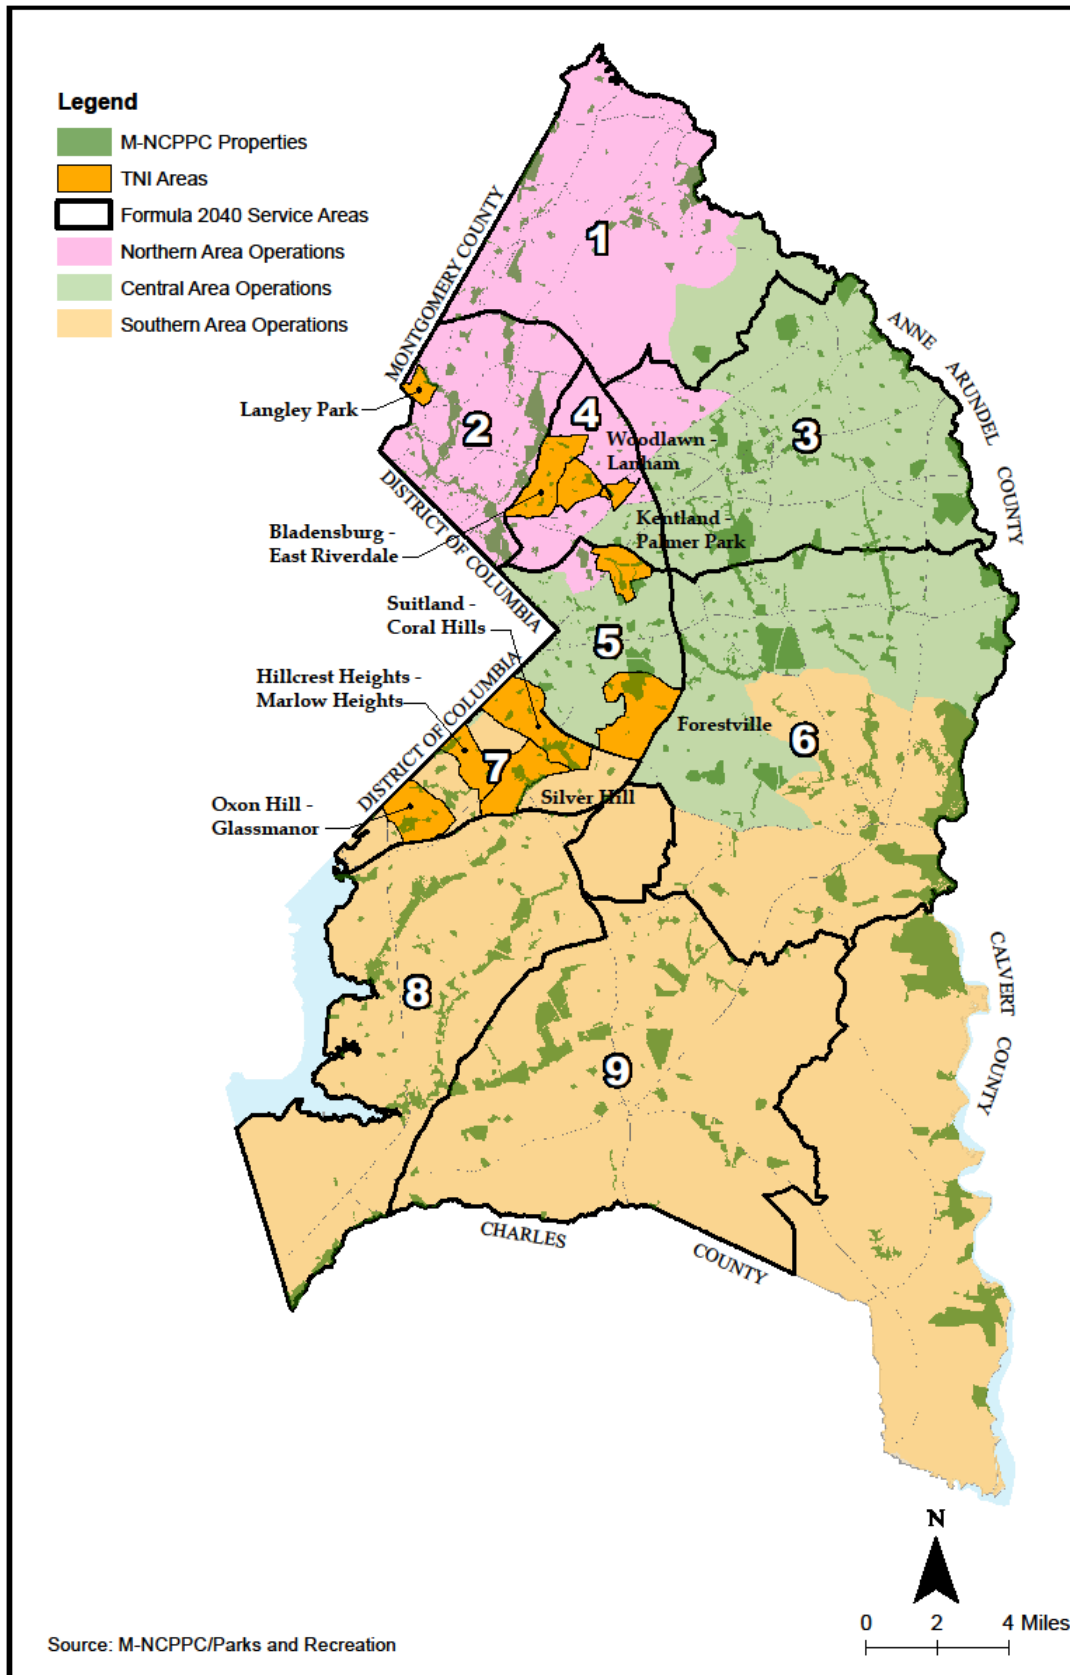 Legend
M-NCPPC Properties
TNI Areas
Formula 2040 Service Areas
Northern Area Operations
Central Area Operations
Southern Area Operations
MONTGOMERY COUNTY
1
ANNE ARUNDEL COUNTY
Langley Park
2
4
3
Woodlawn -
Lanham
DISTRICT OF COLUMBIA
Bladensburg -
East Riverdale
Kentland -
Palmer Park
Suitland -
Coral Hills
5
DISTRICT OF COLUMBIA
Hillcrest Heights -
Marlow Heights
Forestville
6
7
Silver Hill
Oxon Hill -
Glassmanor
CALVERT COUNTY
8
9
CHARLES COUNTY
N
0 2 4 Miles
Source: M-NCPPC/Parks and Recreation